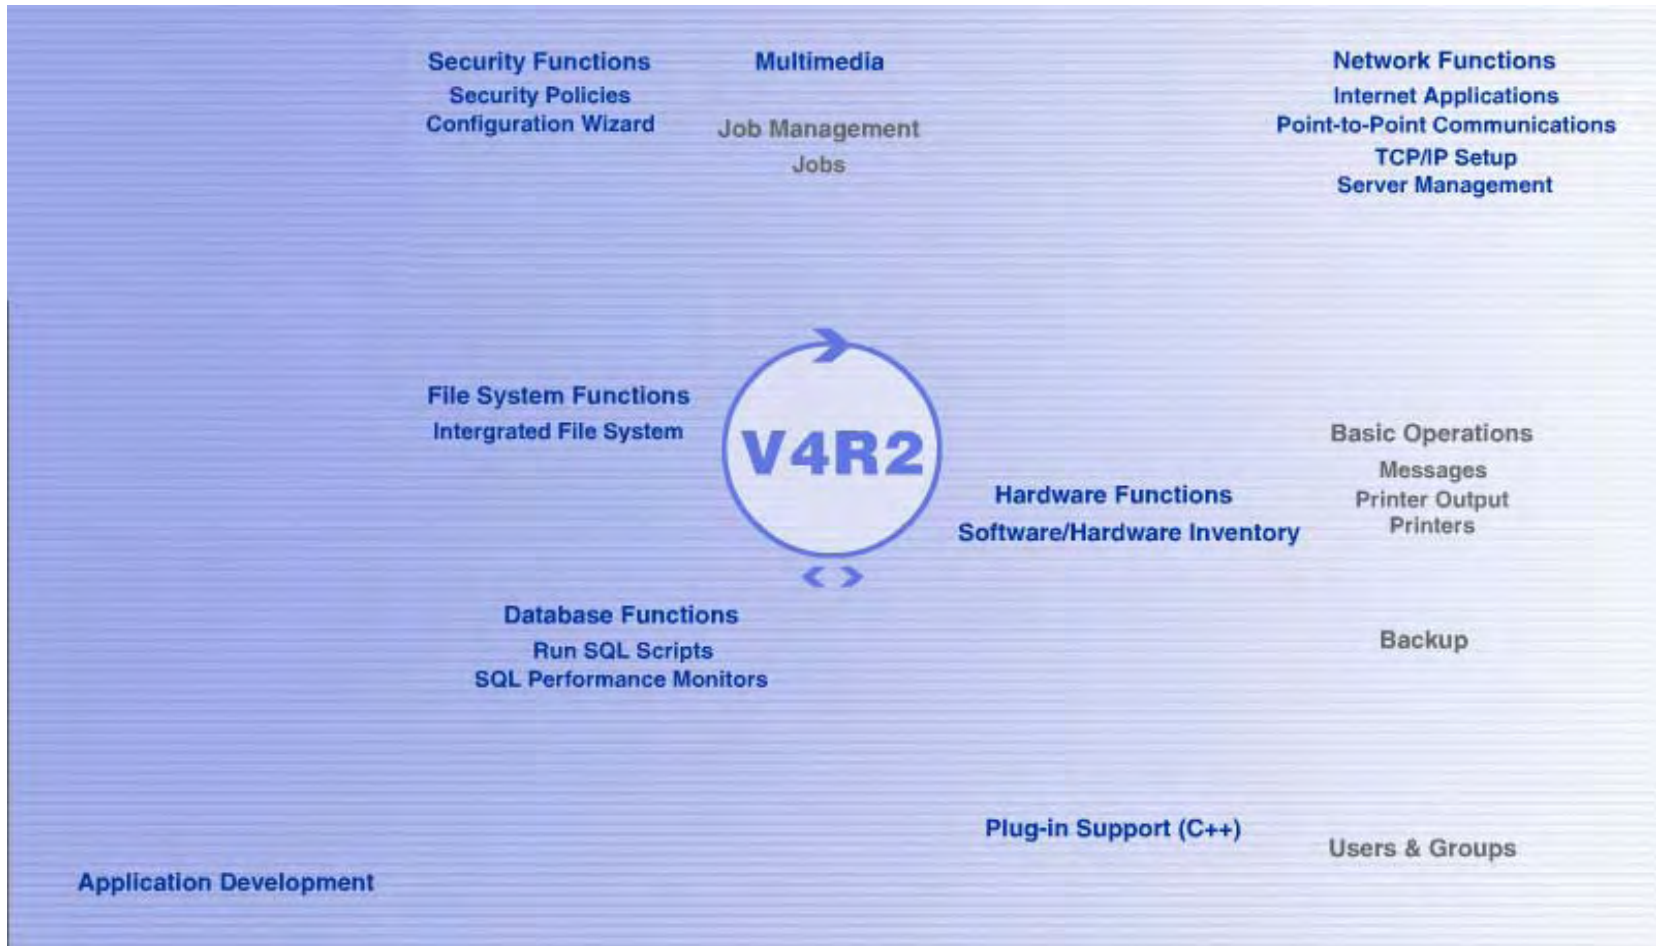 Security Functions
Security Policies
Configuration Wizard
Multimedia
Job Management
Jobs
Network Functions
Internet Applications
Point-to-Point Communications
TCP/IP Setup
Server Management
File System Functions
Intergrated File System
V4R2
Basic Operations
Messages
Printer Output
Printers
Hardware Functions
Software/Hardware Inventory
Database Functions
Run SQL Scripts
SQL Performance Monitors
Backup
Plug-in Support (C++)
Users & Groups
Application Development